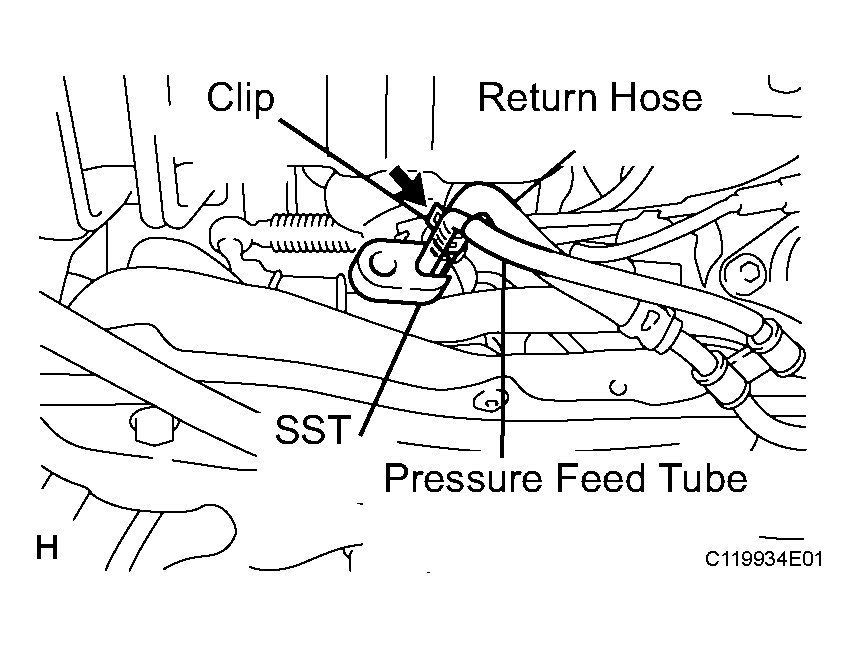 Clip
Return Hose
SST
Pressure Feed Tube
H
C119934E01